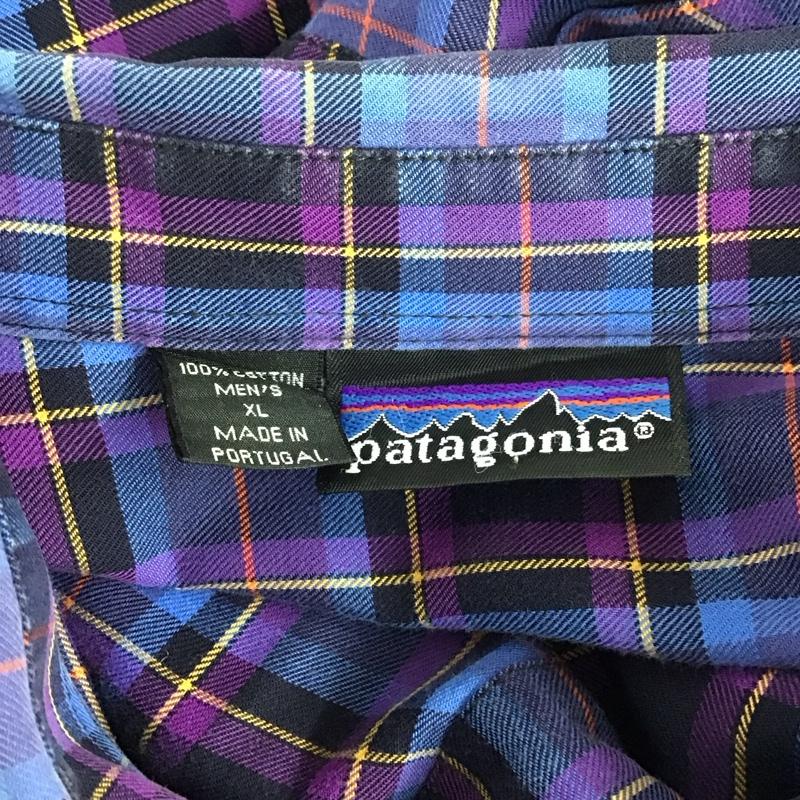 100% COTTON
MEN'S
XL
MADE IN
PORTUGAL
patagonia®